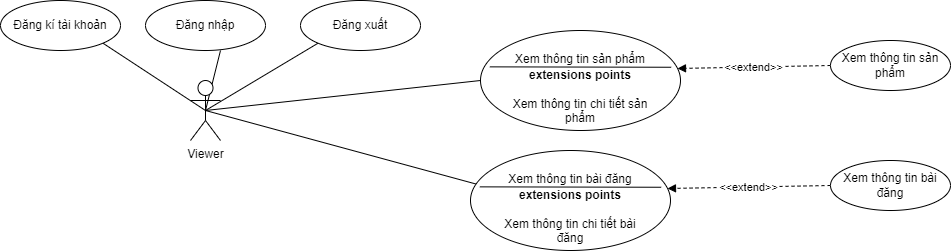 Đăng kí tài khoản
Đăng nhập
Đăng xuất
Xem thông tin sản phẩm
extensions points
Xem thông tin chi tiết sản
phẩm
<<extend>>
Xem thông tin sản
phẩm
Viewer
Xem thông tin bài đăng
extensions points
Xem thông tin chi tiết bài
đăng
<<extend>>
Xem thông tin bài
đăng